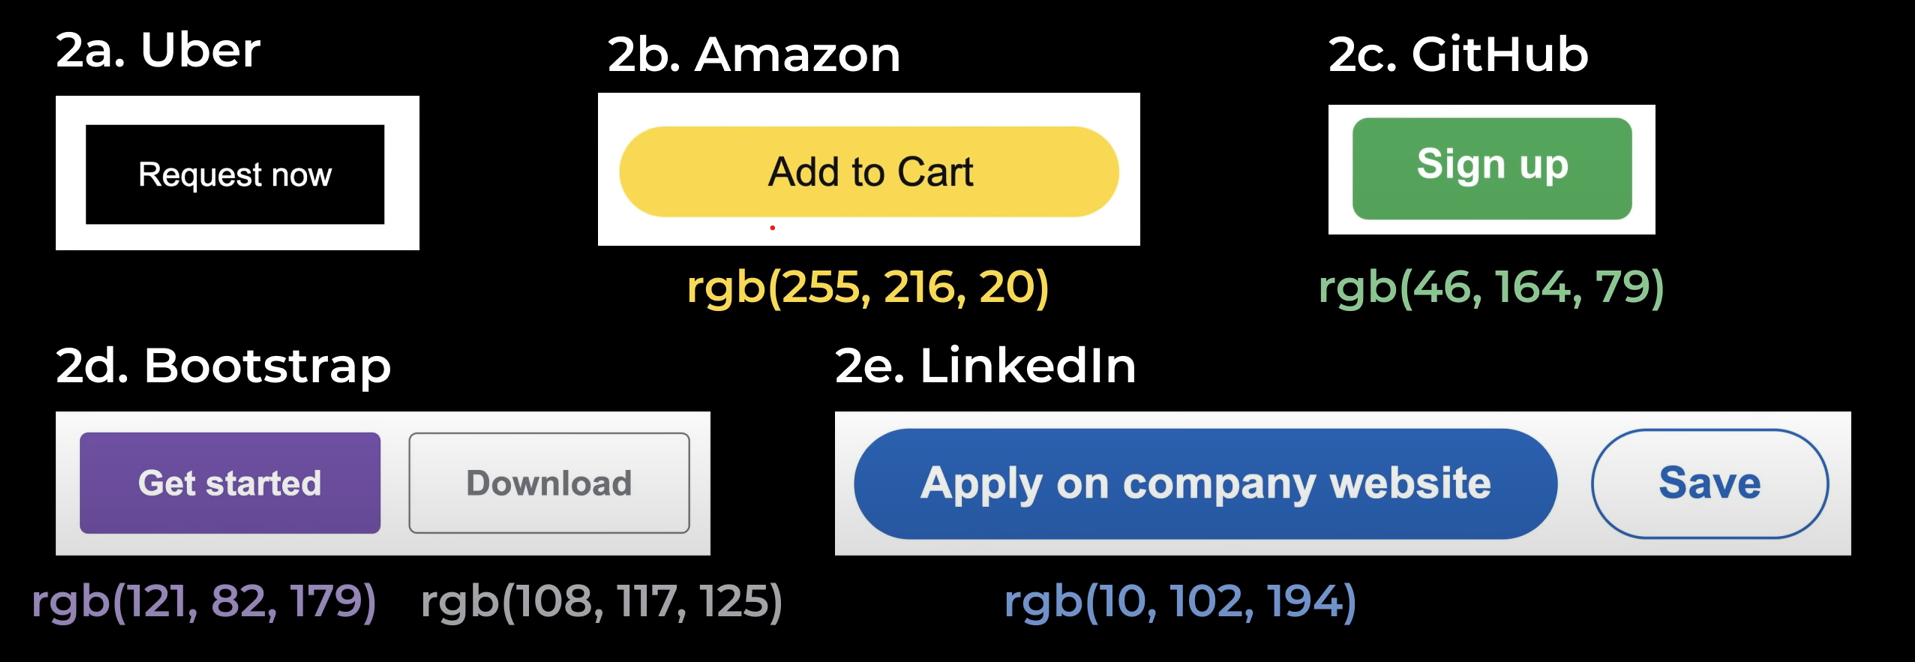 2a. Uber
Request now
2b. Amazon
Add to Cart
rgb(255, 216, 20)
2c. GitHub
Sign up
rgb(46, 164, 79)
2d. Bootstrap
Get started
Download
rgb(121, 82, 179)
rgb(108, 117, 125)
2e. LinkedIn
Apply on company website
Save
rgb(10, 102, 194)